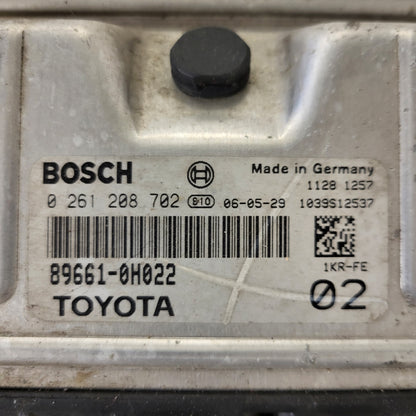 BOSCH Made in Germany
1128 1257
0 261 208 702 D10 06-05-29 1039S12537
89661-0H022 1KR-FE
TOYOTA 02